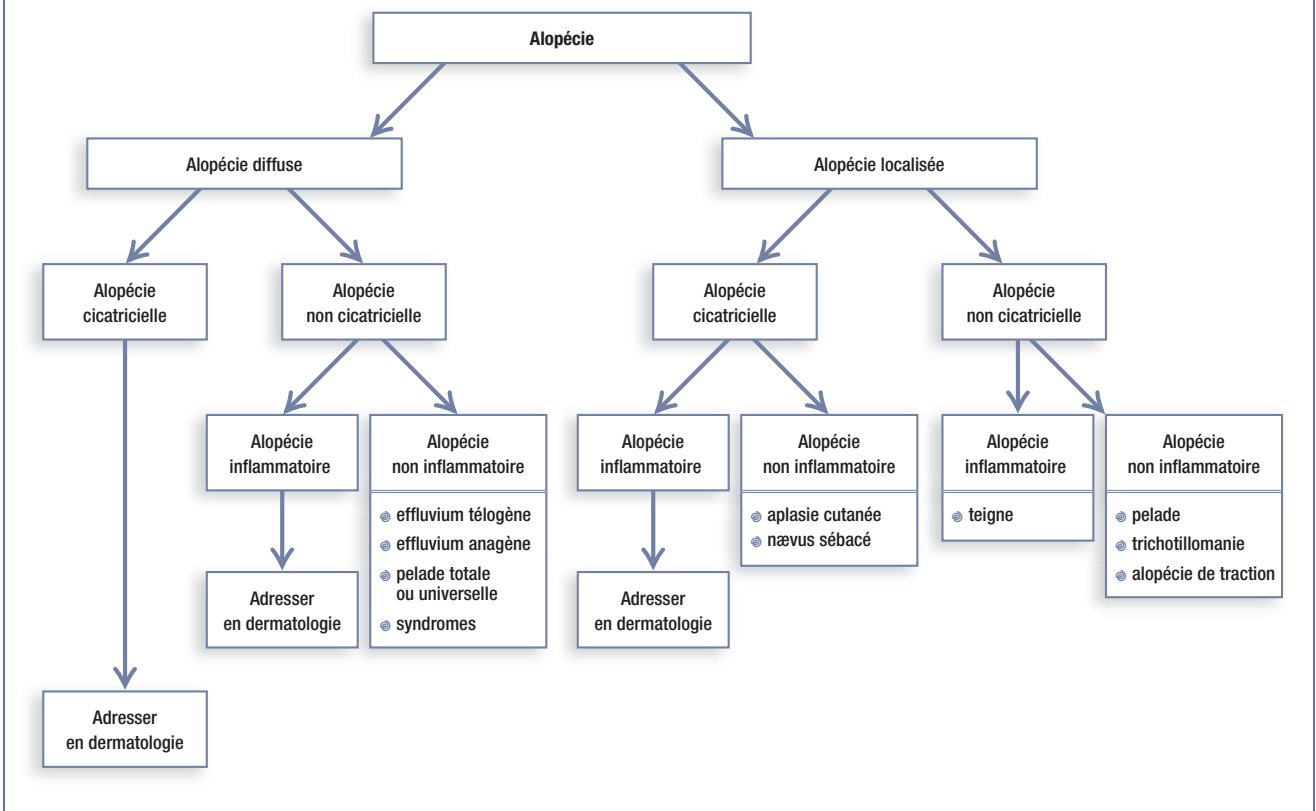 Alopécie
Alopécie diffuse
Alopécie localisée
Alopécie
cicatricielle
Alopécie
non cicatricielle
Alopécie
cicatricielle
Alopécie
non cicatricielle
Alopécie
inflammatoire
Alopécie
non inflammatoire
effluvium télogène
effluvium anagène
pelade totale
ou universelle
syndromes
Alopécie
inflammatoire
Alopécie
non inflammatoire
aplasie cutanée
nævus sébacé
Alopécie
inflammatoire
teigne
Alopécie
non inflammatoire
pelade
trichotillomanie
alopécie de traction
Adresser
en dermatologie
Adresser
en dermatologie
Adresser
en dermatologie